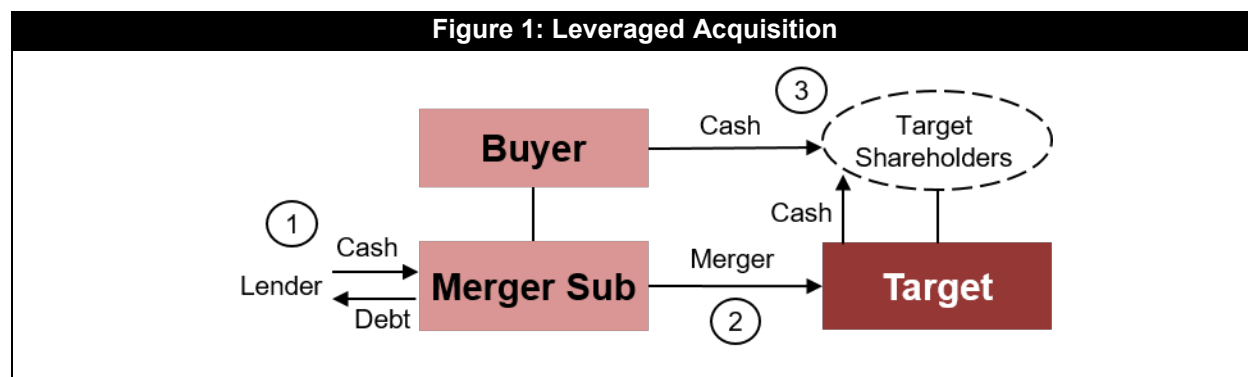 Figure 1: Leveraged Acquisition
3
Buyer
Cash
Target
Shareholders
1
Cash
Cash
Lender
Merger Sub
Merger
Target
Debt
2